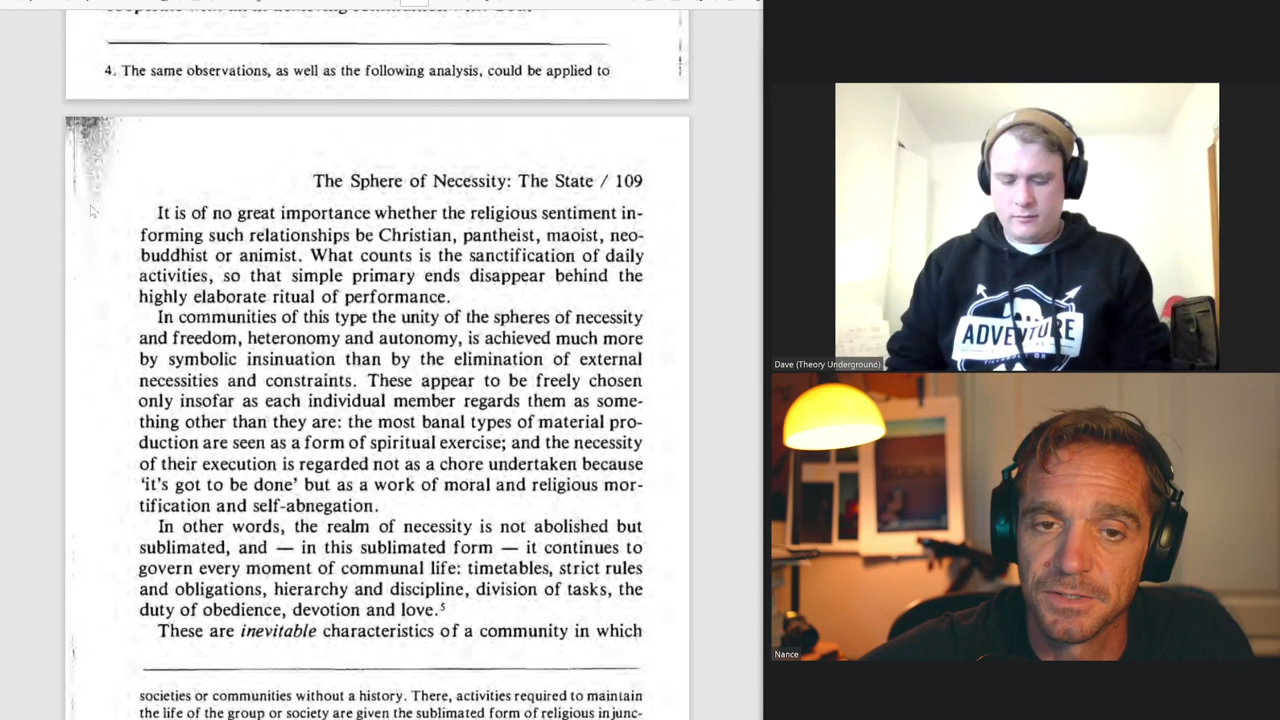 4. The same observations, as well as the following analysis, could be applied to
The Sphere of Necessity: The State / 109
It is of no great importance whether the religious sentiment in-
forming such relationships be Christian, pantheist, maoist, neo-
buddhist or animist. What counts is the sanctification of daily
activities, so that simple primary ends disappear behind the
highly elaborate ritual of performance.
In communities of this type the unity of the spheres of necessity
and freedom, heteronomy and autonomy, is achieved much more
by symbolic insinuation than by the elimination of external
necessities and constraints. These appear to be freely chosen
only insofar as each individual member regards them as some-
thing other than they are: the most banal types of material pro-
duction are seen as a form of spiritual exercise; and the necessity
of their execution is regarded not as a chore undertaken because
‘it's got to be done’ but as a work of moral and religious mor-
tification and self-abnegation.
In other words, the realm of necessity is not abolished but
sublimated, and — in this sublimated form — it continues to
govern every moment of communal life: timetables, strict rules
and obligations, hierarchy and discipline, division of tasks, the
duty of obedience, devotion and love.⁵
These are inevitable characteristics of a community in which
societies or communities without a history. There, activities required to maintain
the life of the group or society are given the sublimated form of religious injunc-
ADVENTURE
Dave (Theory Underground)
Nance